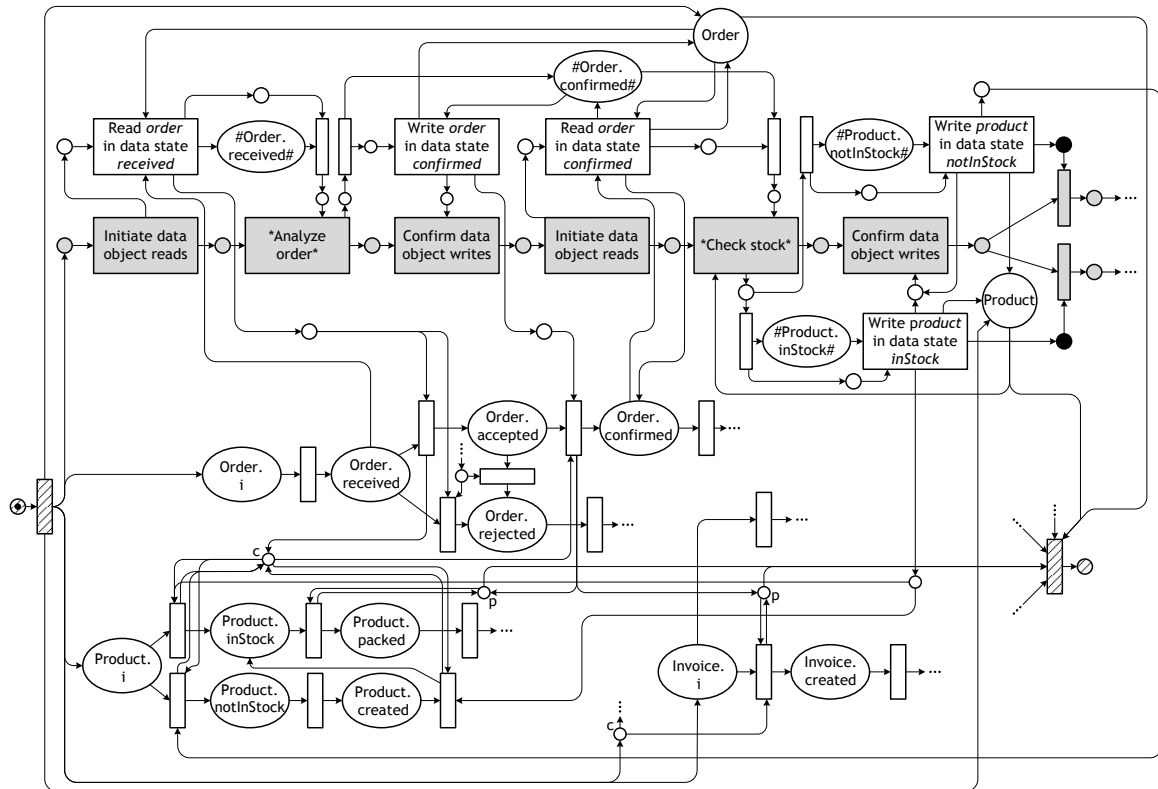 Order
#Order.
confirmed#
Read order
in data state
received
#Order.
received#
Write order
in data state
confirmed
Read order
in data state
confirmed
#Product.
notInStock#
Write product
in data state
notInStock
Initiate data
object reads
*Analyze
order*
Confirm data
object writes
Initiate data
object reads
*Check stock*
Confirm data
object writes
...
...
Product
#Product.
inStock#
Write product
in data state
inStock
Order.
i
Order.
received
Order.
accepted
...
Order.
confirmed
...
Order.
rejected
...
...
c
p
p
...
...
...
Product.
i
Product.
inStock
Product.
packed
...
Product.
notInStock
Product.
created
Invoice.
i
Invoice.
created
...
c
...